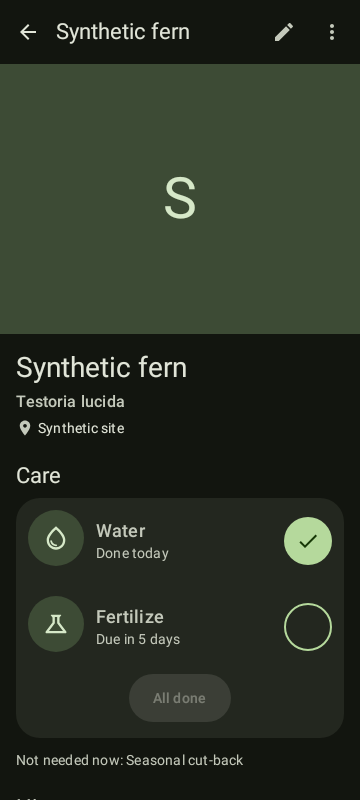 Synthetic fern
S
Synthetic fern
Testoria lucida
Synthetic site
Care
Water
Done today
Fertilize
Due in 5 days
All done
Not needed now: Seasonal cut-back